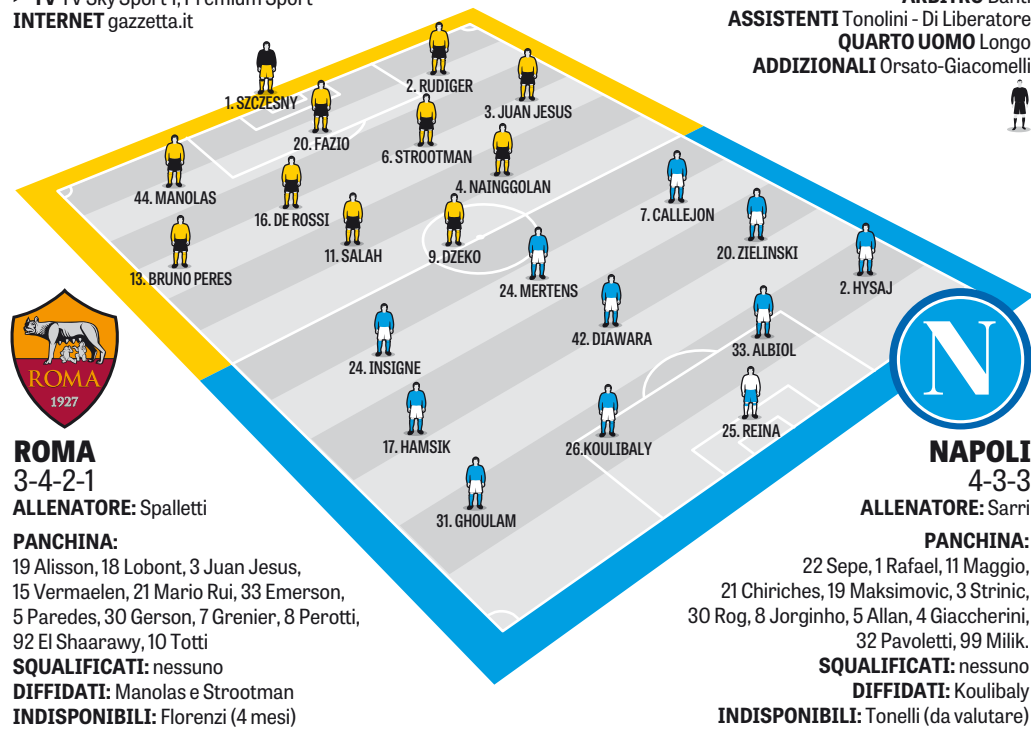 TV Sky Sport 1, Premium Sport
INTERNET gazzetta.it
ASSISTENTI Tonolini - Di Liberatore
QUARTO UOMO Longo
ADDIZIONALI Orsato-Giacomelli
1. SZCZESNY
2. RUDIGER
3. JUAN JESUS
20. FAZIO
6. STROOTMAN
44. MANOLAS
4. NAINGGOLAN
16. DE ROSSI
7. CALLEJON
11. SALAH
9. DZEKO
20. ZIELINSKI
13. BRUNO PERES
24. MERTENS
2. HYSAJ
42. DIAWARA
33. ALBIOL
24. INSIGNE
17. HAMSIK
26.KOULIBALY
25. REINA
31. GHOULAM
ROMA
1927
N
ROMA
3-4-2-1
ALLENATORE: Spalletti
PANCHINA:
19 Alisson, 18 Lobont, 3 Juan Jesus,
15 Vermaelen, 21 Mario Rui, 33 Emerson,
5 Paredes, 30 Gerson, 7 Grenier, 8 Perotti,
92 El Shaarawy, 10 Totti
SQUALIFICATI: nessuno
DIFFIDATI: Manolas e Strootman
INDISPONIBILI: Florenzi (4 mesi)
NAPOLI
4-3-3
ALLENATORE: Sarri
PANCHINA:
22 Sepe, 1 Rafael, 11 Maggio,
21 Chiriches, 19 Maksimovic, 3 Strinic,
30 Rog, 8 Jorginho, 5 Allan, 4 Giaccherini,
32 Pavoletti, 99 Milik.
SQUALIFICATI: nessuno
DIFFIDATI: Koulibaly
INDISPONIBILI: Tonelli (da valutare)